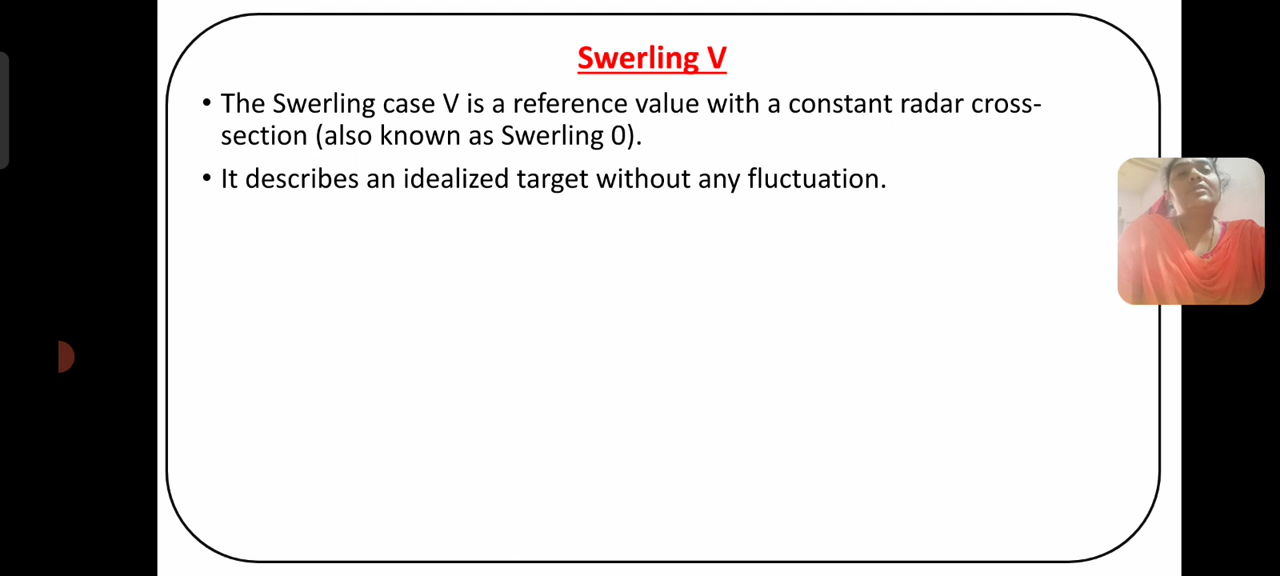 Swerling V
• The Swerling case V is a reference value with a constant radar cross-
section (also known as Swerling 0).
• It describes an idealized target without any fluctuation.